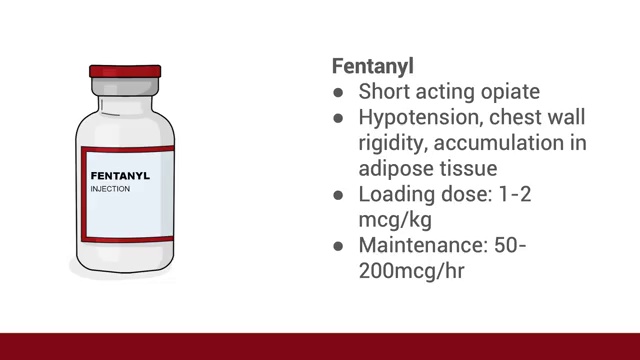 FENTANYL
INJECTION
Fentanyl
● Short acting opiate
● Hypotension, chest wall
rigidity, accumulation in
adipose tissue
● Loading dose: 1-2
mcg/kg
● Maintenance: 50-
200mcg/hr